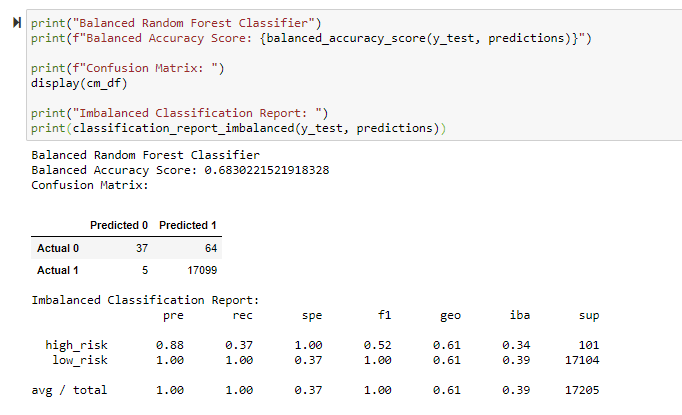 print("Balanced Random Forest Classifier")
print(f"Balanced Accuracy Score: {balanced_accuracy_score(y_test, predictions)}")
print(f"Confusion Matrix: ")
display(cm_df)
print("Imbalanced Classification Report: ")
print(classification_report_imbalanced(y_test, predictions))
Balanced Random Forest Classifier
Balanced Accuracy Score: 0.6830221521918328
Confusion Matrix:
Predicted 0 Predicted 1
Actual 0 37 64
Actual 1 5 17099
Imbalanced Classification Report:
pre rec spe f1 geo iba sup
high_risk 0.88 0.37 1.00 0.52 0.61 0.34 101
low_risk 1.00 1.00 0.37 1.00 0.61 0.39 17104
avg / total 1.00 1.00 0.37 1.00 0.61 0.39 17205